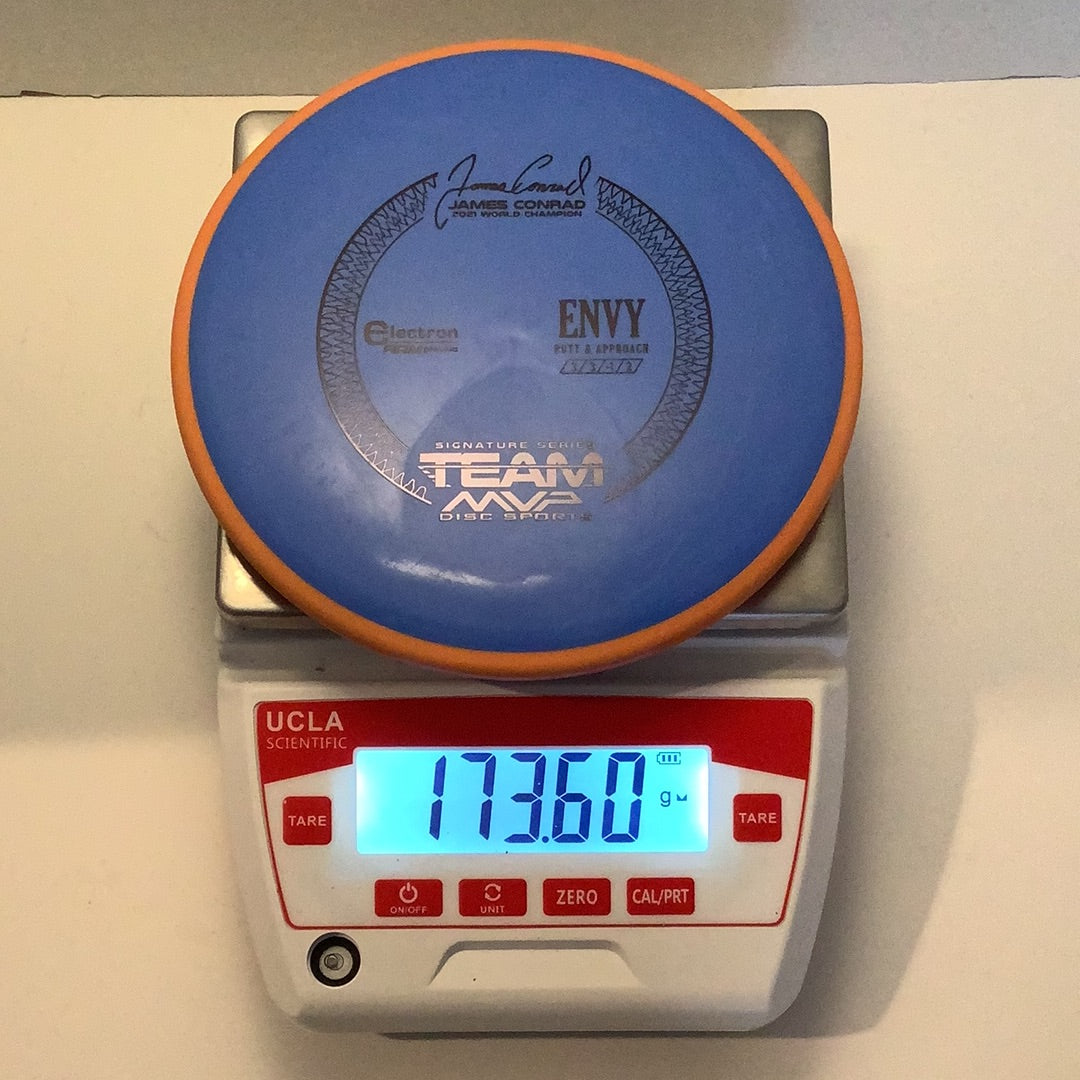 James Conrad
JAMES CONRAD
2021 WORLD CHAMPION
electron
ENVY
PUTT & APPROACH
SIGNATURE SERIES
TEAM
MVP
DISC SPORTS
UCLA
SCIENTIFIC
173.60
g
TARE
TARE
ON/OFF
UNIT
ZERO
CAL/PRT